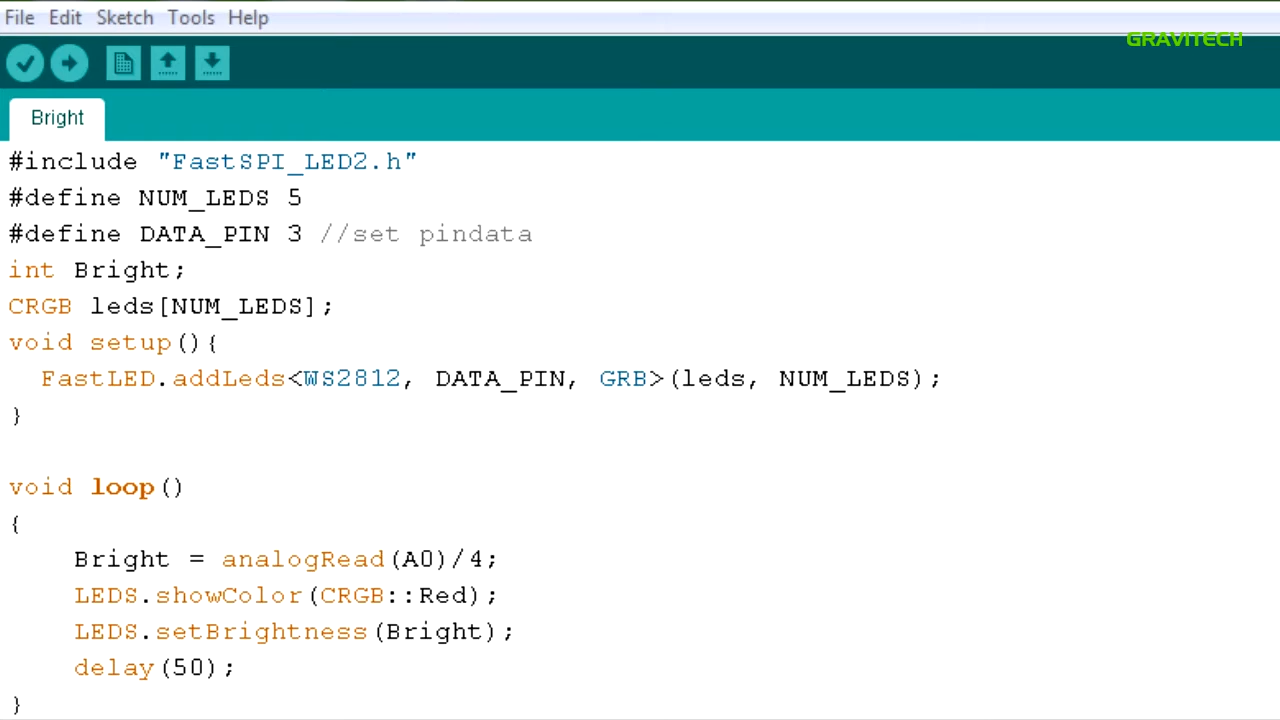 File Edit Sketch Tools Help
GRAVITECH
Bright
#include "FastSPI_LED2.h"
#define NUM_LEDS 5
#define DATA_PIN 3 //set pindata
int Bright;
CRGB leds[NUM_LEDS];
void setup(){
  FastLED.addLeds<WS2812, DATA_PIN, GRB>(leds, NUM_LEDS);
}
void loop()
{
    Bright = analogRead(A0)/4;
    LEDS.showColor(CRGB::Red);
    LEDS.setBrightness(Bright);
    delay(50);
}